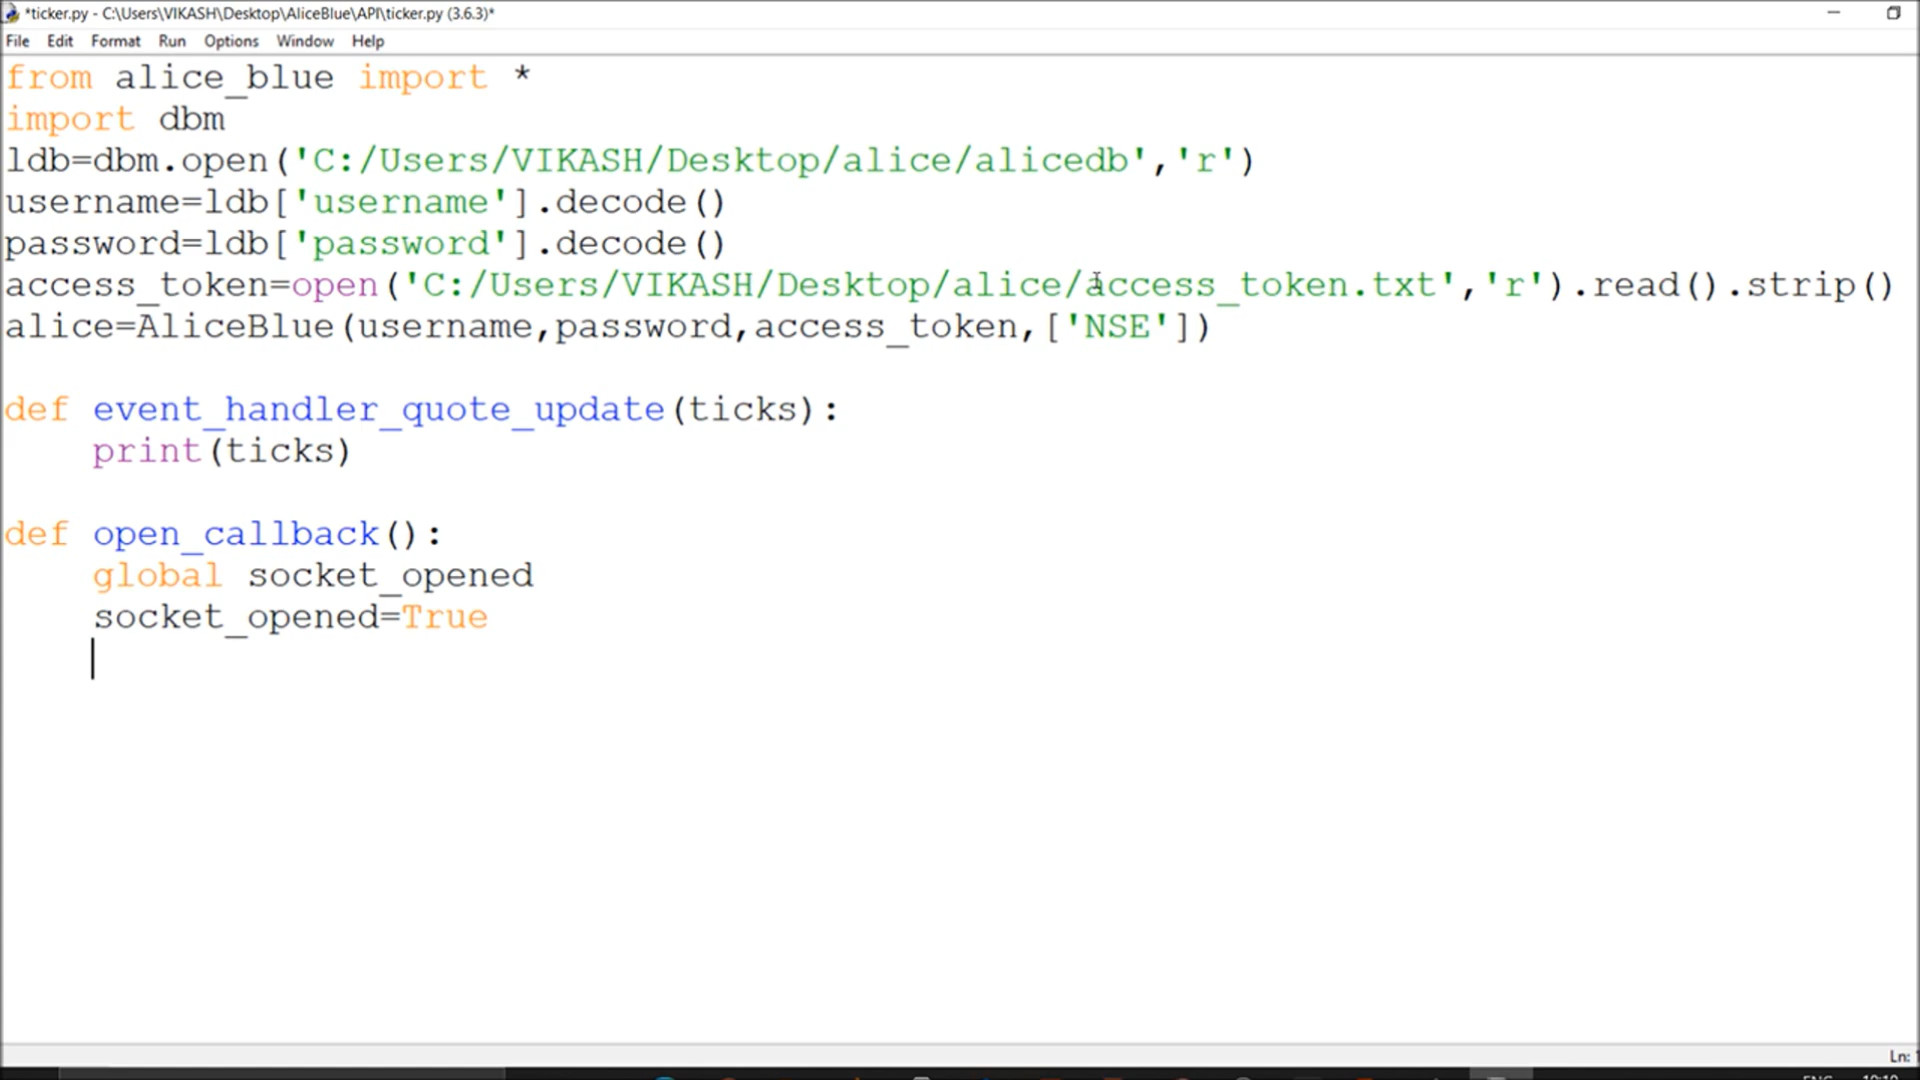 *ticker.py - C:\Users\VIKASH\Desktop\AliceBlue\API\ticker.py (3.6.3)*
File Edit Format Run Options Window Help
from alice_blue import *
import dbm
ldb=dbm.open('C:/Users/VIKASH/Desktop/alice/alicedb','r')
username=ldb['username'].decode()
password=ldb['password'].decode()
access_token=open('C:/Users/VIKASH/Desktop/alice/access_token.txt','r').read().strip()
alice=AliceBlue(username,password,access_token,['NSE'])
def event_handler_quote_update(ticks):
    print(ticks)
def open_callback():
    global socket_opened
    socket_opened=True
Ln: